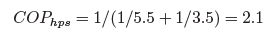 COP_{hps} = 1/(1/5.5 + 1/3.5) = 2.1